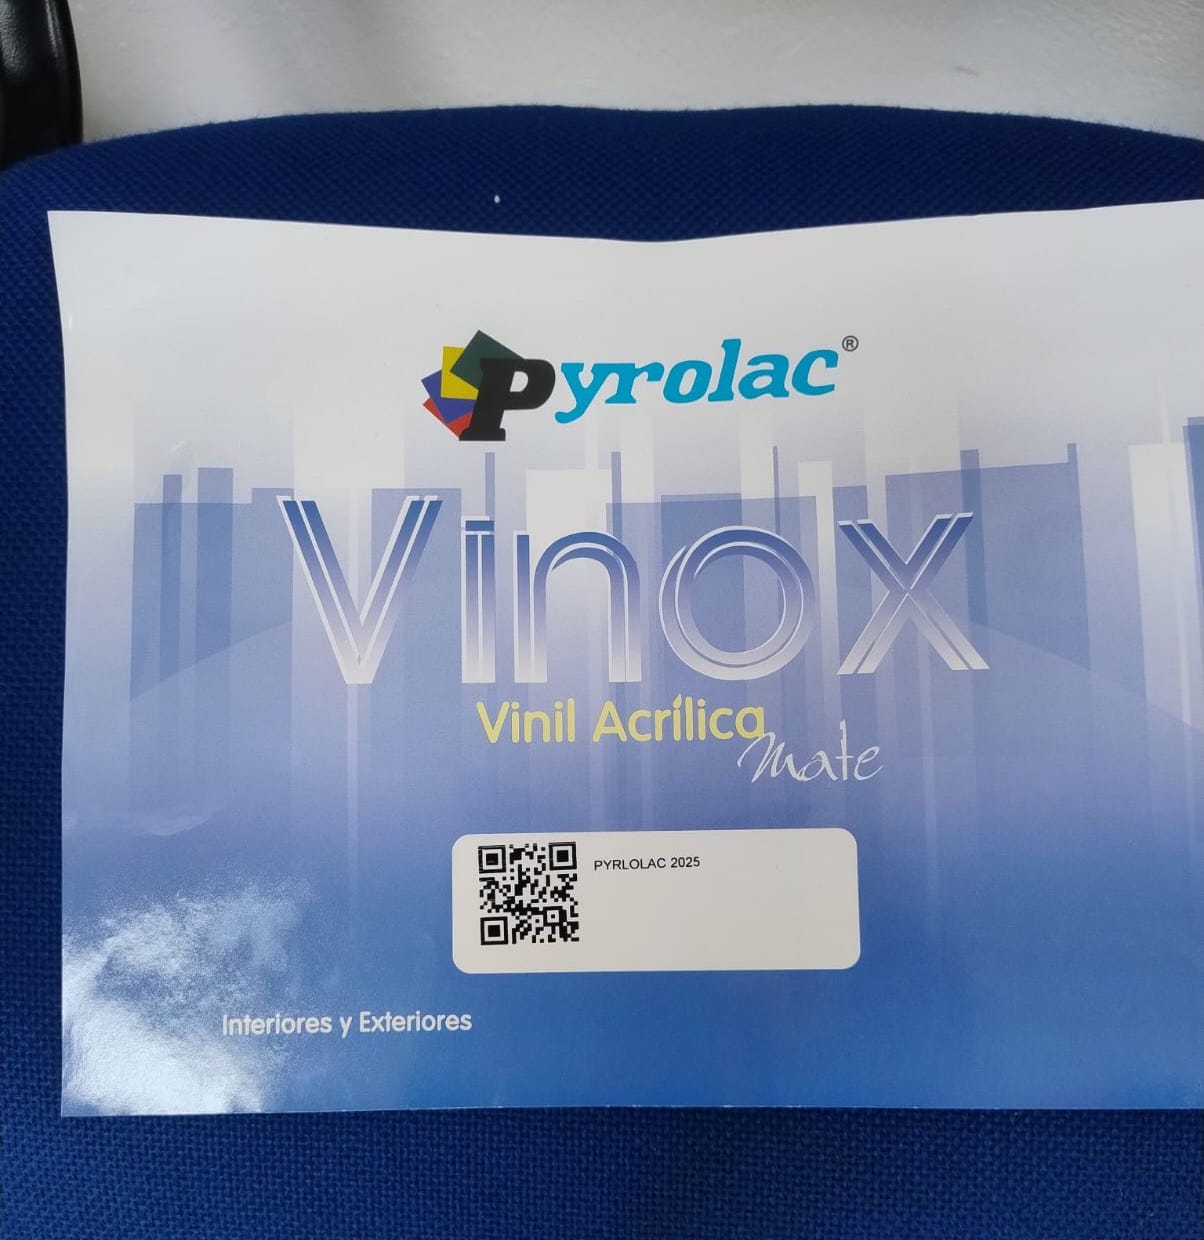 Pyrolac®
Vinox
Vinil Acrílica
mate
PYRLOLAC 2025
Interiores y Exteriores